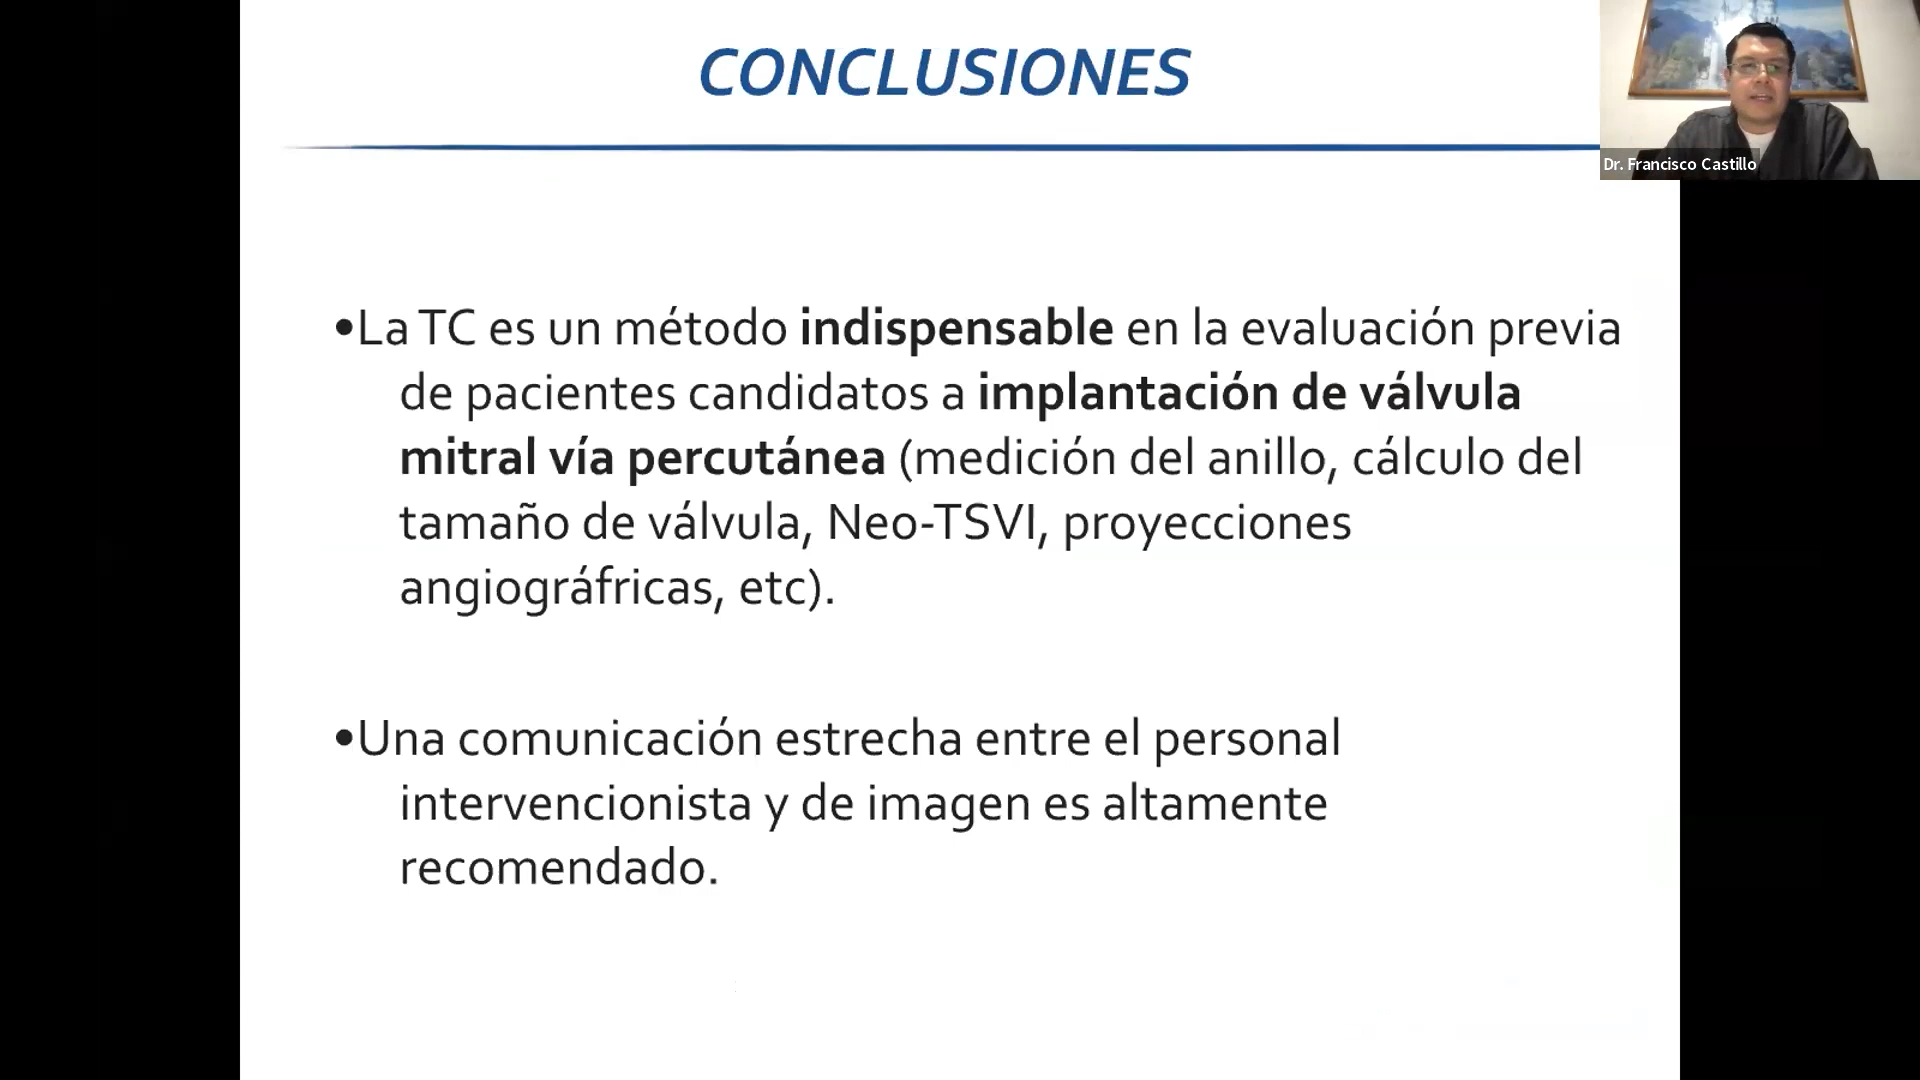 CONCLUSIONES
Dr. Francisco Castillo
•La TC es un método indispensable en la evaluación previa
de pacientes candidatos a implantación de válvula
mitral vía percutánea (medición del anillo, cálculo del
tamaño de válvula, Neo-TSVI, proyecciones
angiográfricas, etc).
•Una comunicación estrecha entre el personal
intervencionista y de imagen es altamente
recomendado.